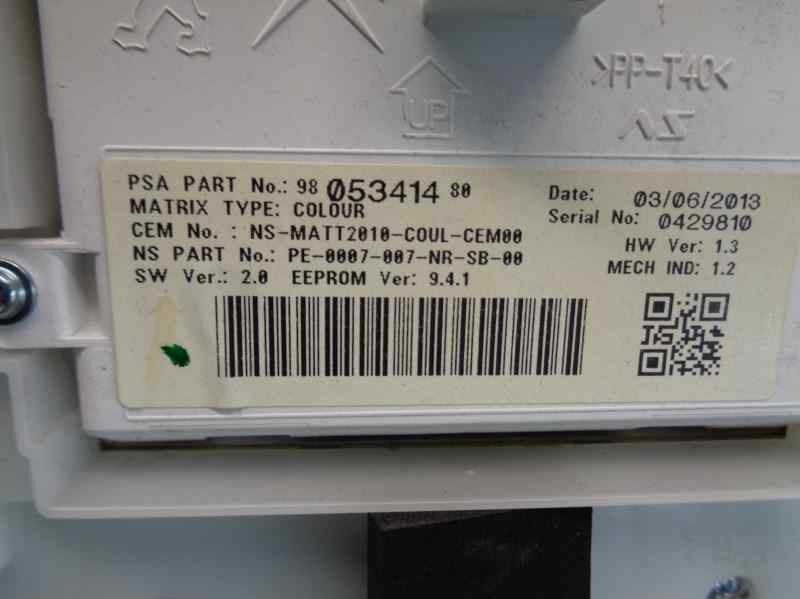 >PP-T40<
UP
NS
PSA PART No.: 98 05341480
Date: 03/06/2013
MATRIX TYPE: COLOUR
Serial No: 0429810
CEM No.: NS-MATT2010-COUL-CEM00
HW Ver: 1.3
NS PART No.: PE-0007-007-NR-SB-00
MECH IND: 1.2
SW Ver.: 2.0 EEPROM Ver: 9.4.1